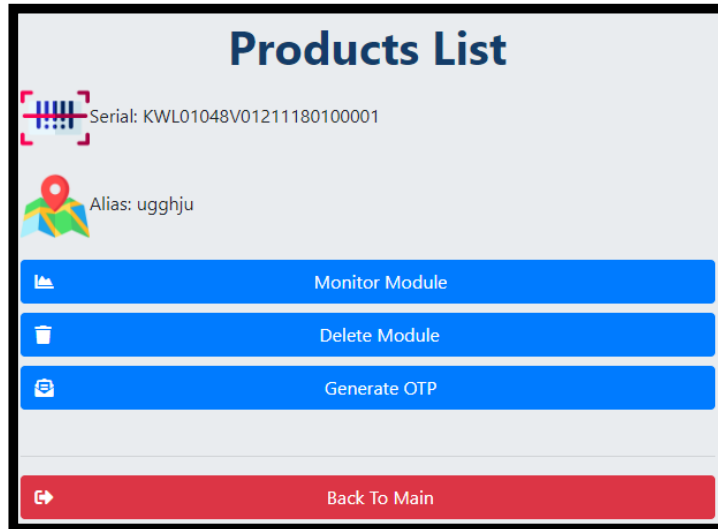 Products List
Serial: KWL01048V01211180100001
Alias: ugghju
Monitor Module
Delete Module
Generate OTP
Back To Main